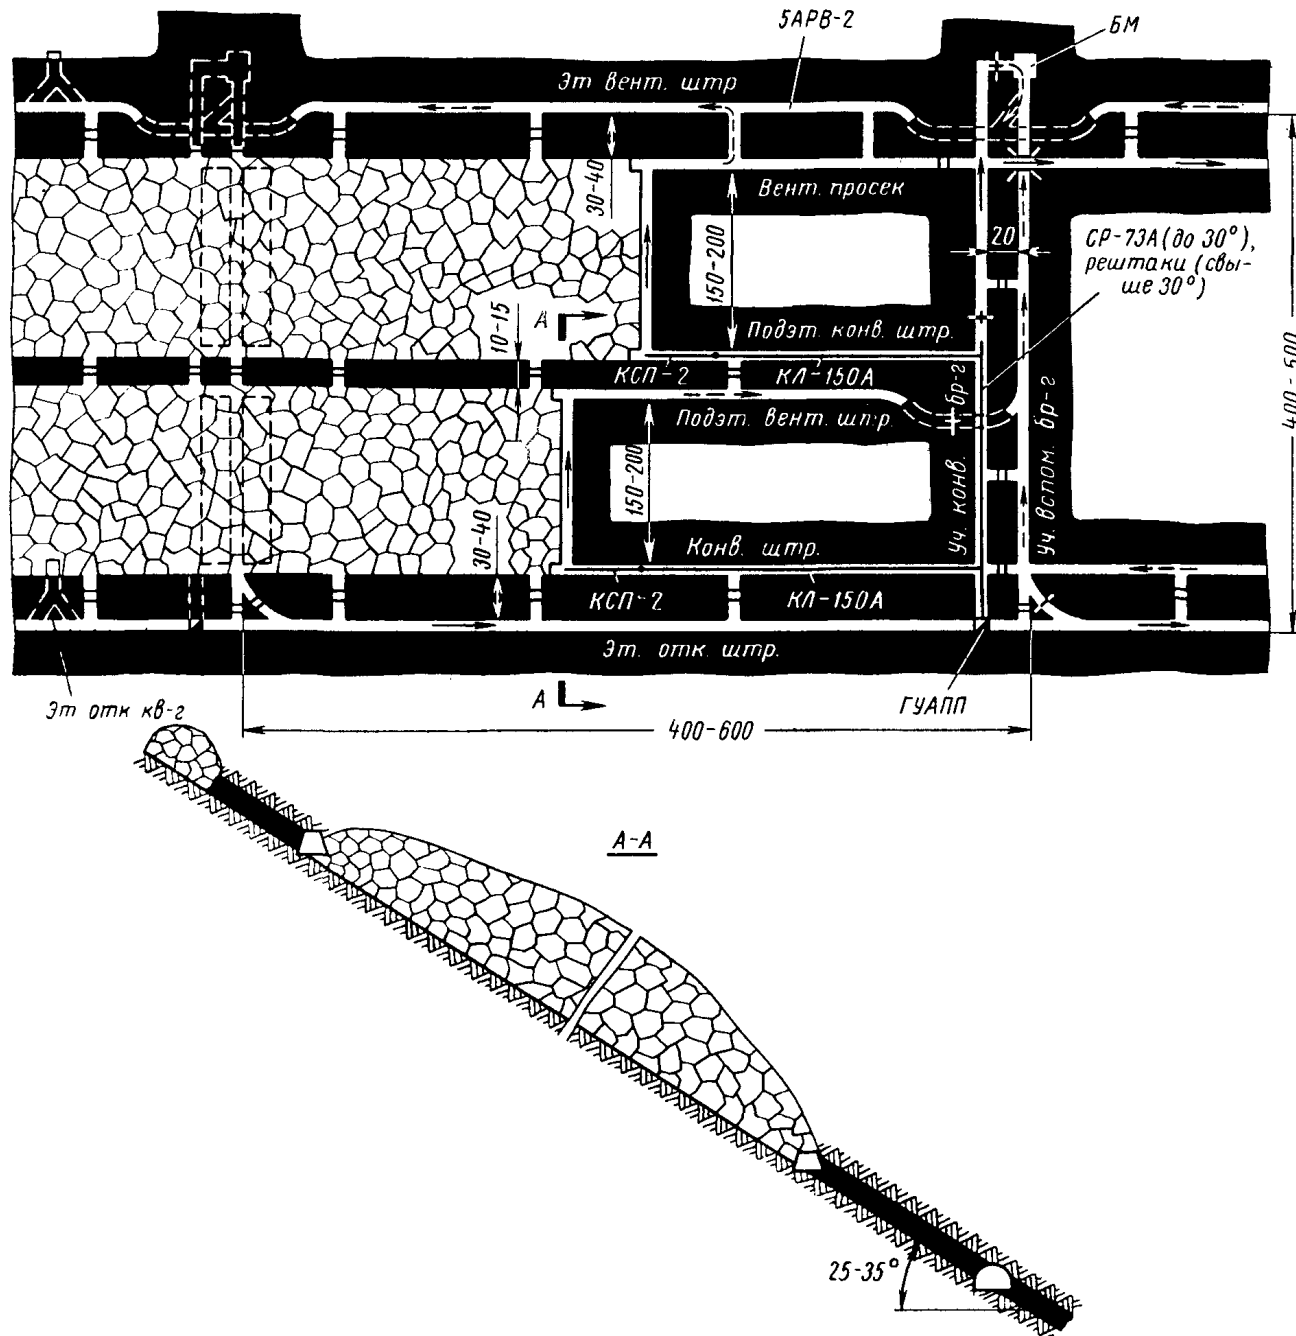 5АРВ-2
БМ
Эт вент. штр
30-40
Вент. просек
150-200
20
СР-73А (до 30°),
рештаки (свы-
ше 30°)
А
10-15
Подэт. конв. штр.
КСП-2
КЛ-150А
Подэт. вент. штр.
Уч. конв. бр-г
Уч. вспом. бр-г
400-500
150-200
30-40
Конв. штр.
КСП-2
КЛ-150А
Эт. отк. штр.
Эт отк кв-г
А
ГУАПП
400-600
А-А
25-35°